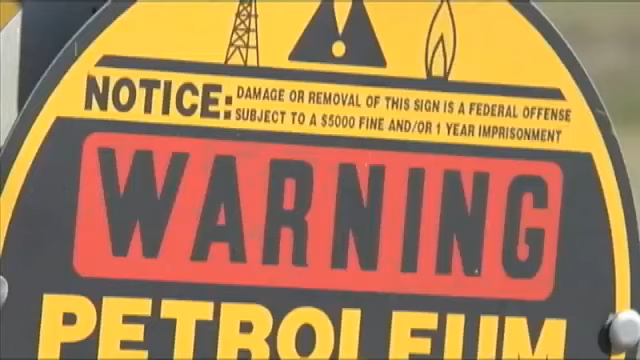 NOTICE: DAMAGE OR REMOVAL OF THIS SIGN IS A FEDERAL OFFENSE
SUBJECT TO A $5000 FINE AND/OR 1 YEAR IMPRISONMENT
WARNING
PETROLEUM